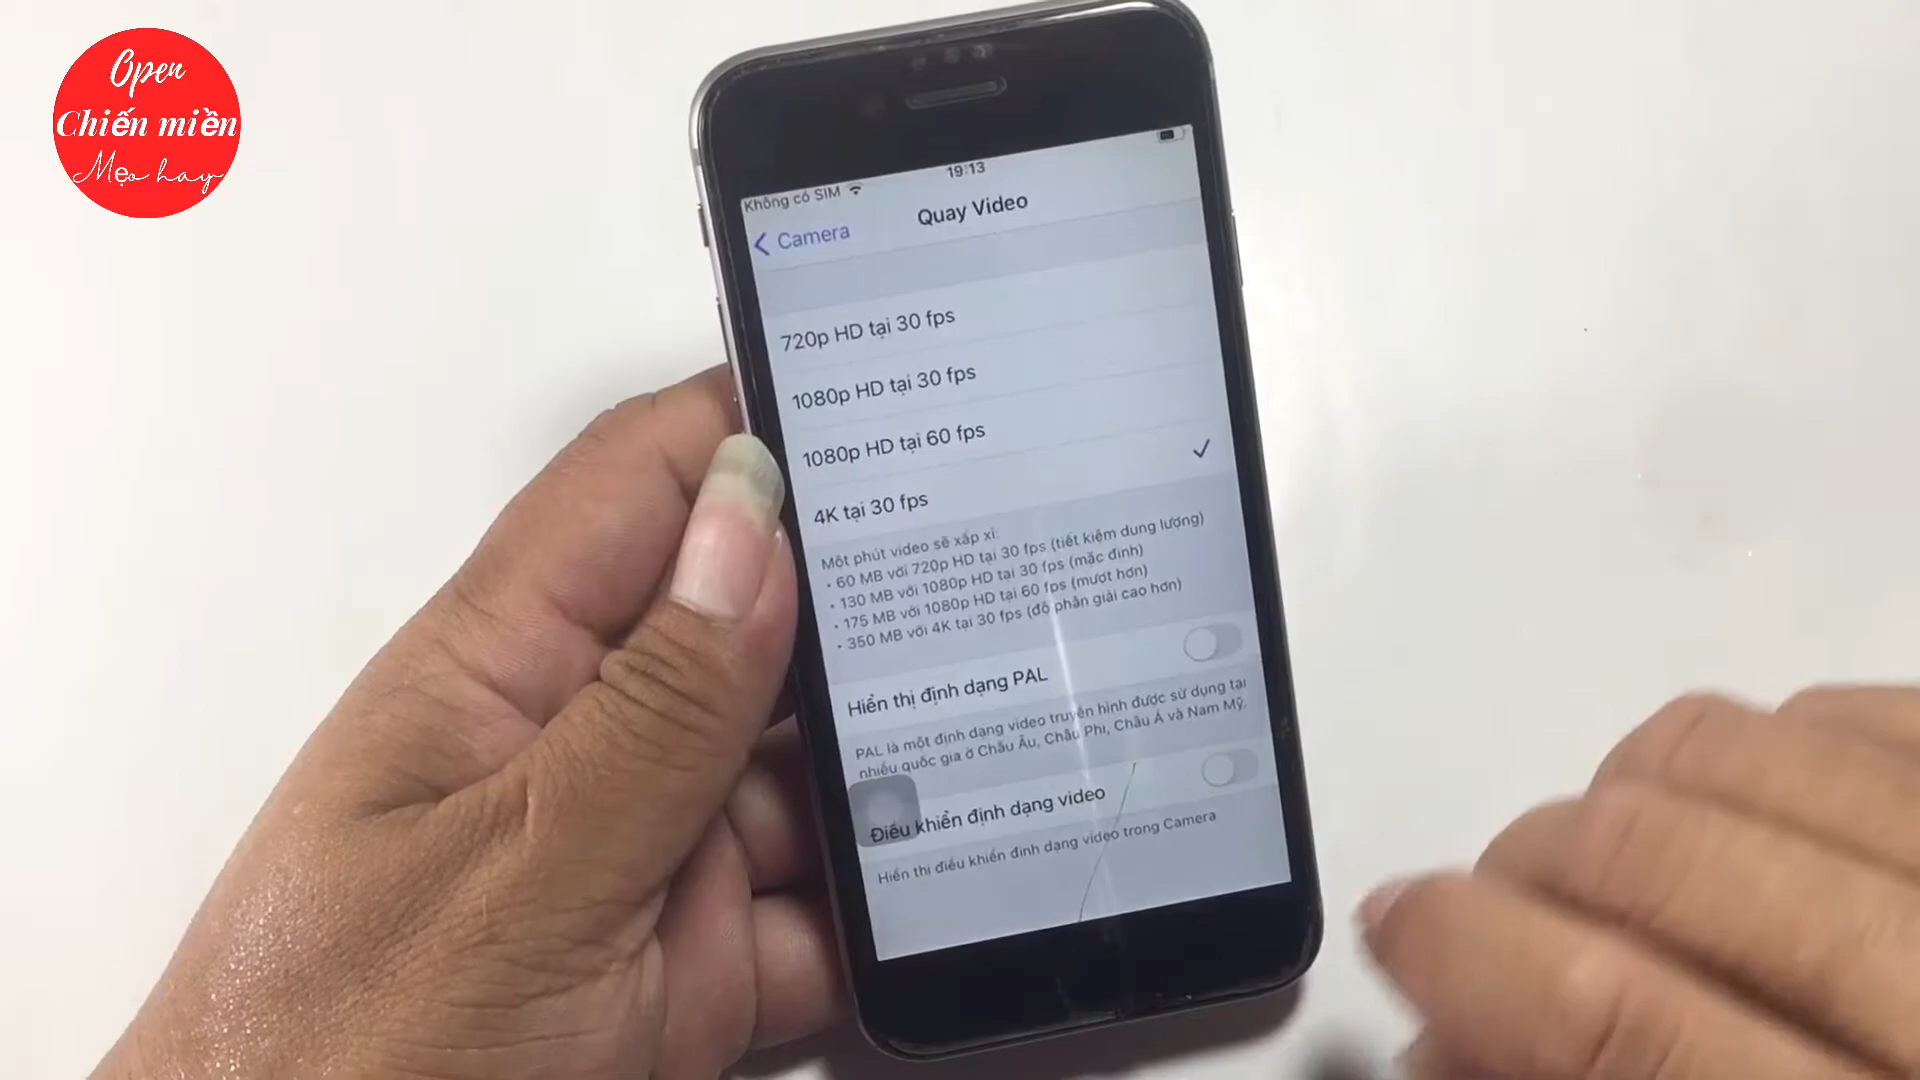 Open
Chiến miền
Mẹo hay
Không có SIM
19:13
Camera
Quay Video
720p HD tại 30 fps
1080p HD tại 30 fps
1080p HD tại 60 fps
4K tại 30 fps
Một phút video sẽ xấp xỉ:
• 60 MB với 720p HD tại 30 fps (tiết kiệm dung lượng)
• 130 MB với 1080p HD tại 30 fps (mặc định)
• 175 MB với 1080p HD tại 60 fps (mượt hơn)
• 350 MB với 4K tại 30 fps (độ phân giải cao hơn)
Hiển thị định dạng PAL
PAL là một định dạng video truyền hình được sử dụng tại
nhiều quốc gia ở Châu Âu, Châu Phi, Châu Á và Nam Mỹ.
Điều khiển định dạng video
Hiển thị điều khiển định dạng video trong Camera